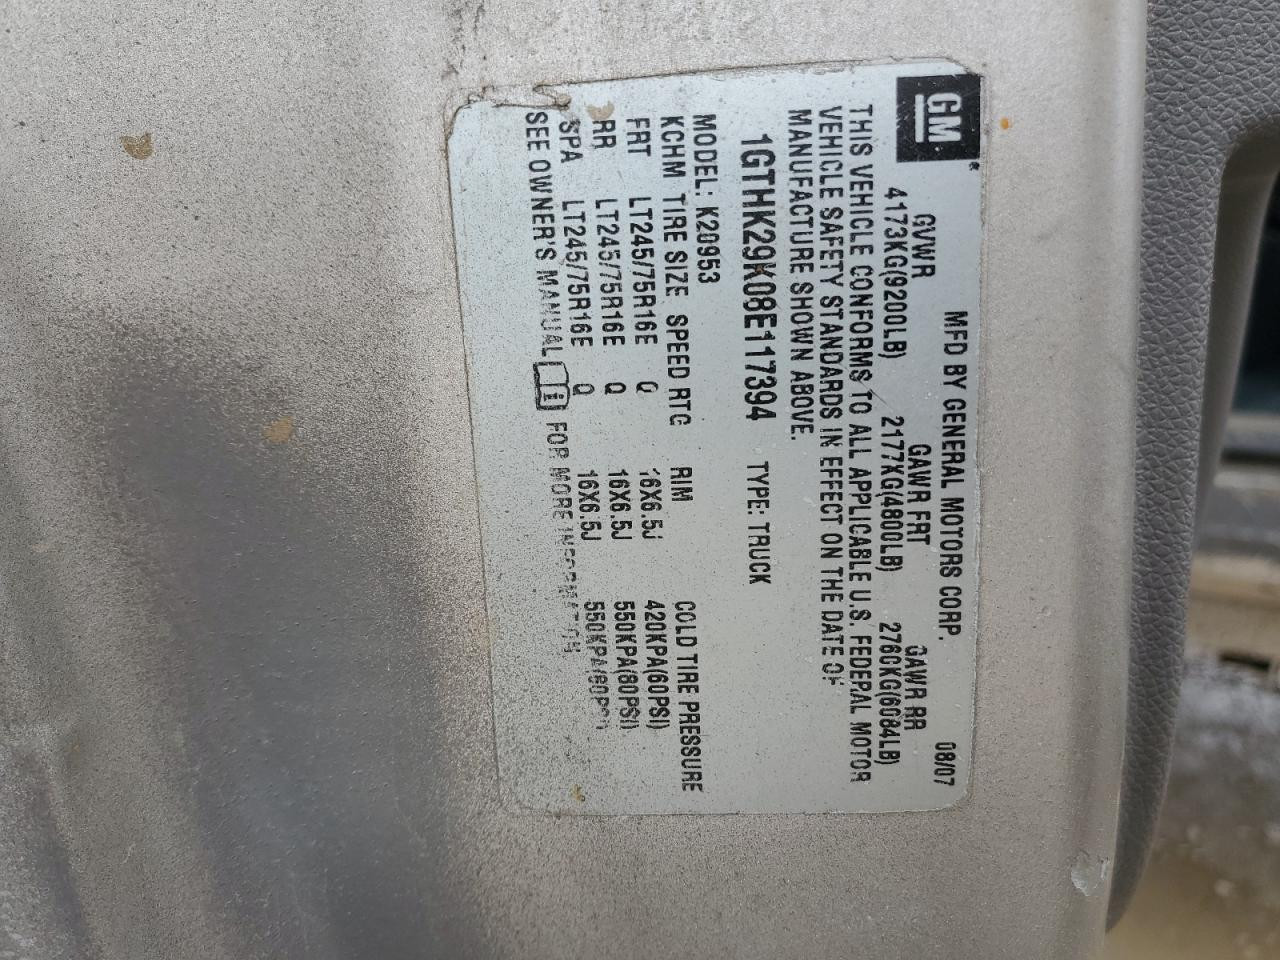 GM
MFD BY GENERAL MOTORS CORP. 08/07
GVWR GAWR FRT GAWR RR
4173KG(9200LB) 2177KG(4800LB) 2760KG(6084LB)
THIS VEHICLE CONFORMS TO ALL APPLICABLE U.S. FEDERAL MOTOR
VEHICLE SAFETY STANDARDS IN EFFECT ON THE DATE OF
MANUFACTURE SHOWN ABOVE.
1GTHK29K08E117394 TYPE: TRUCK
MODEL: K20953
KCHM TIRE SIZE SPEED RTG RIM COLD TIRE PRESSURE
FRT LT245/75R16E Q 16X6.5J 420KPA(60PSI)
RR LT245/75R16E Q 16X6.5J 550KPA(80PSI)
SPA LT245/75R16E Q 16X6.5J 550KPA(80PSI)
SEE OWNER'S MANUAL FOR MORE INFORMATION